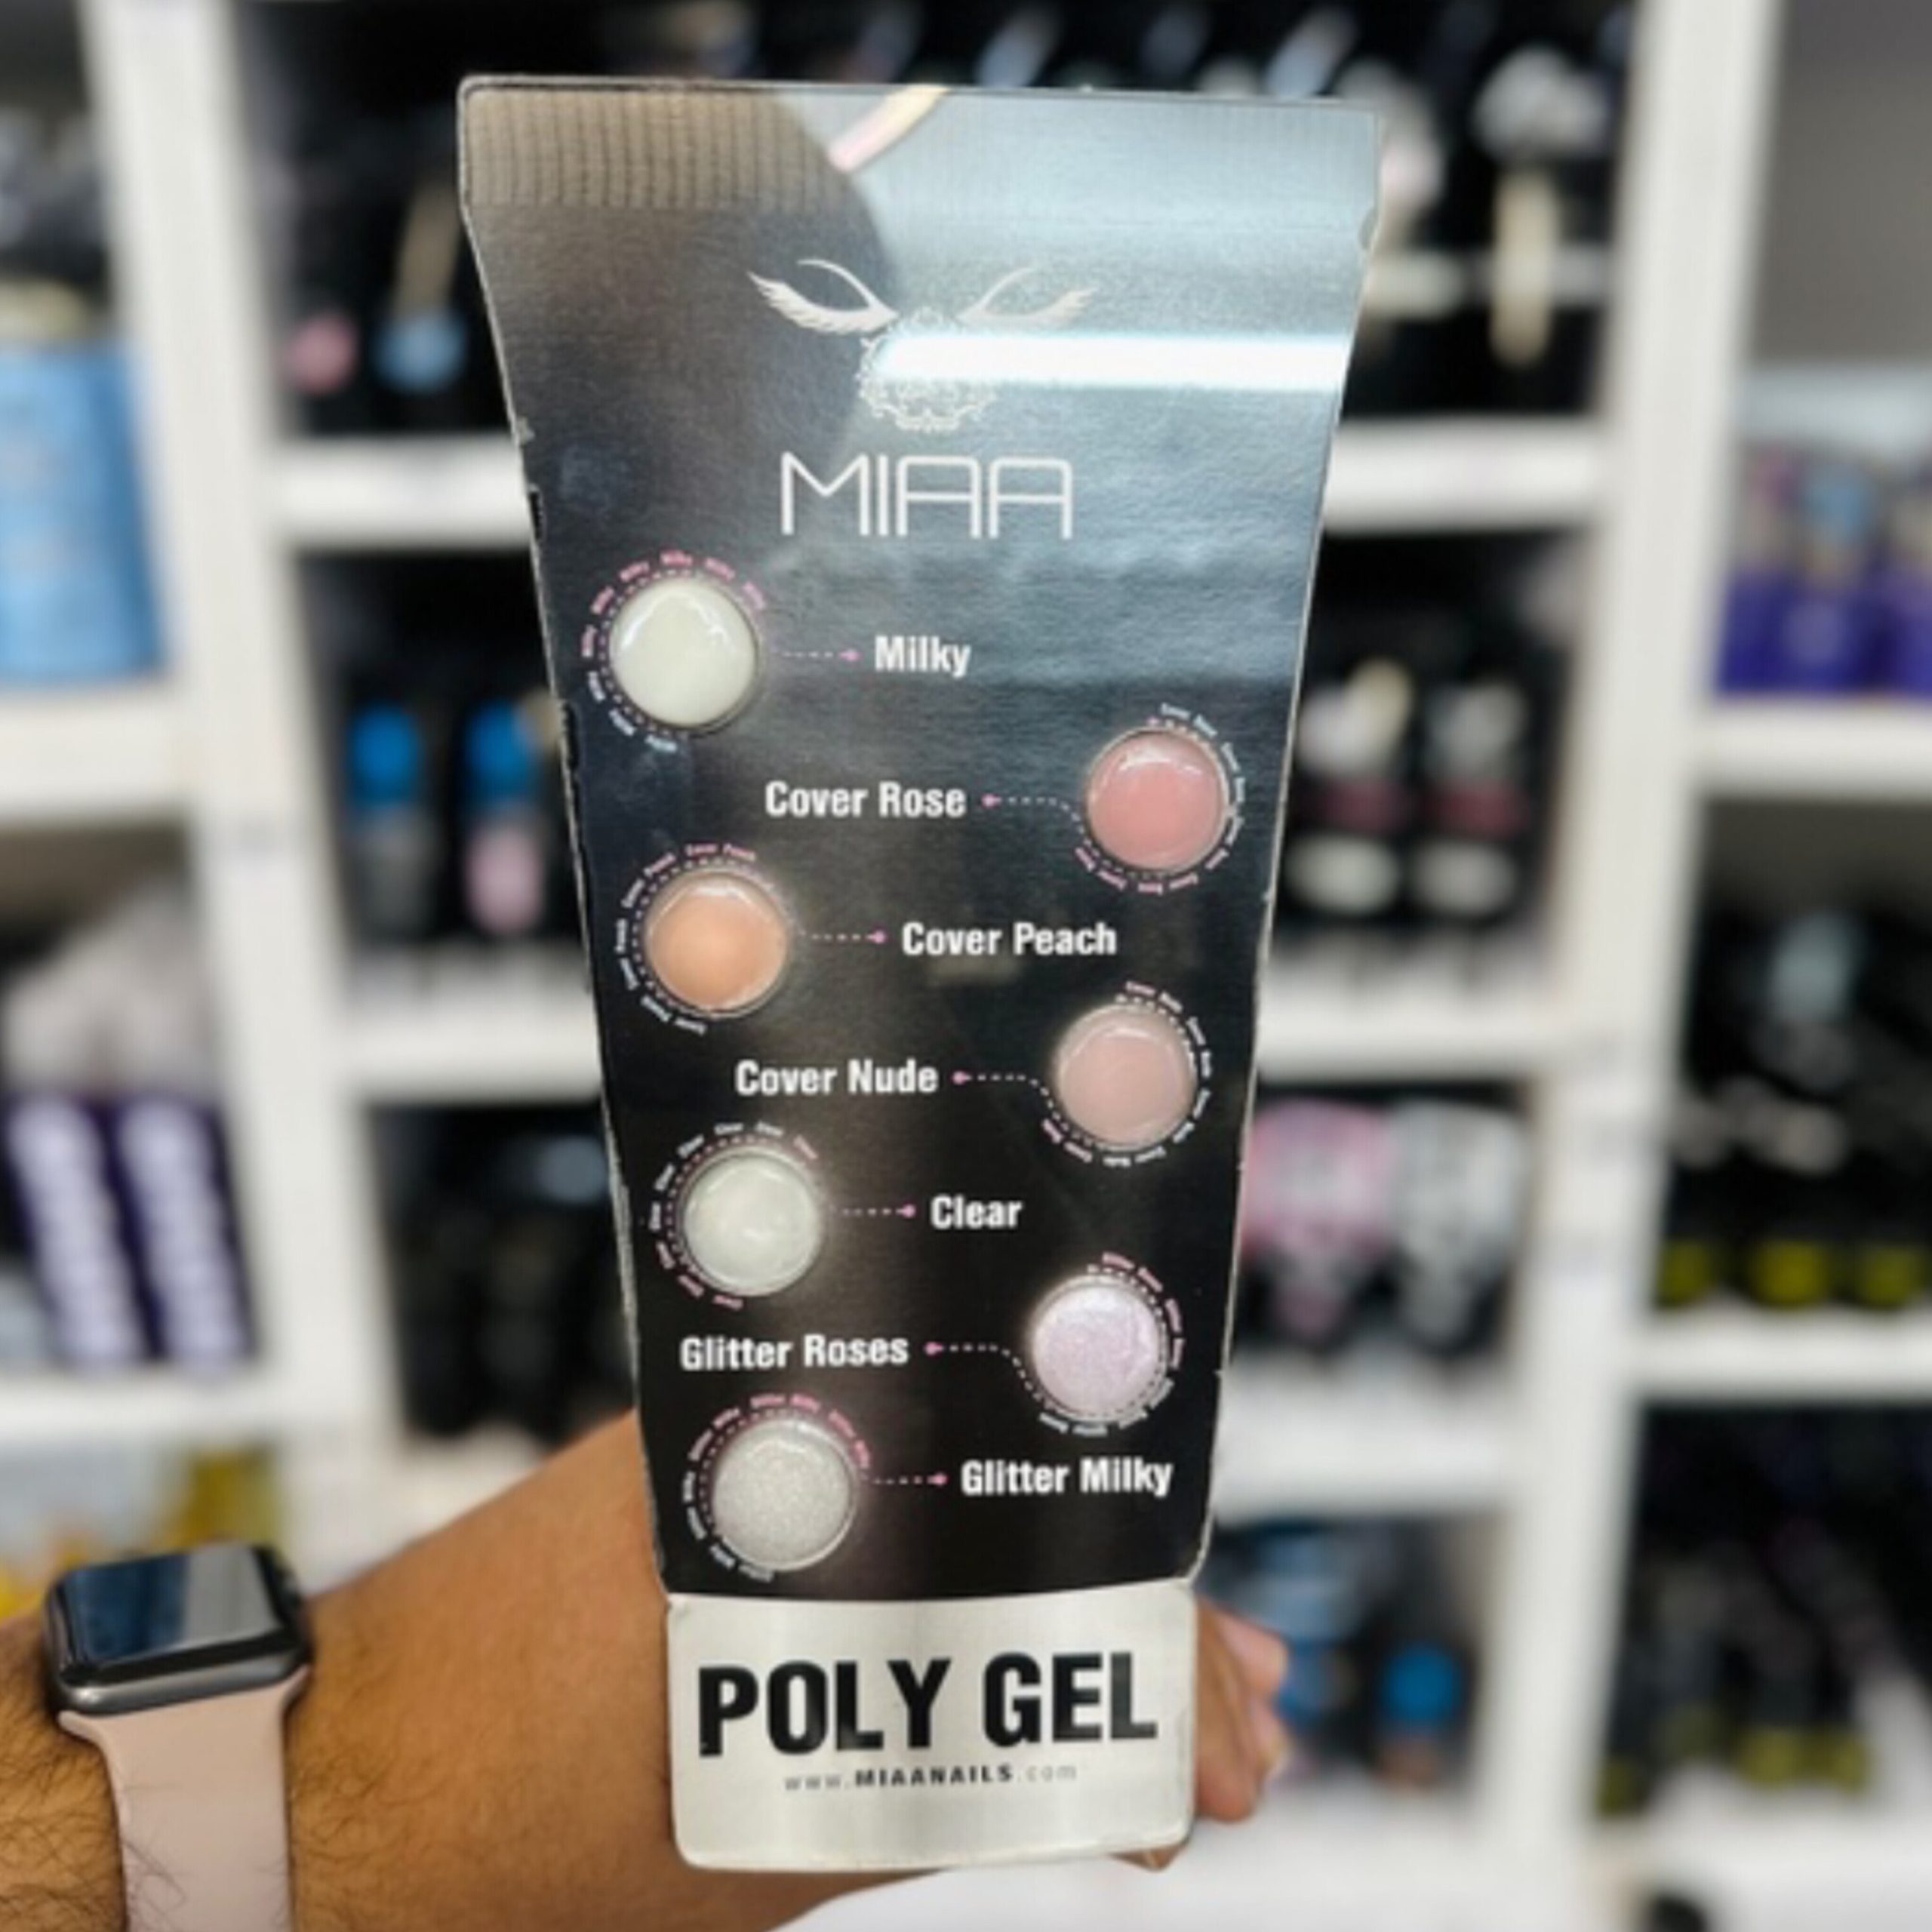 MIAA
Milky
Cover Rose
Cover Peach
Cover Nude
Clear
Glitter Roses
Glitter Milky
POLY GEL
www.MIAANAILS.com